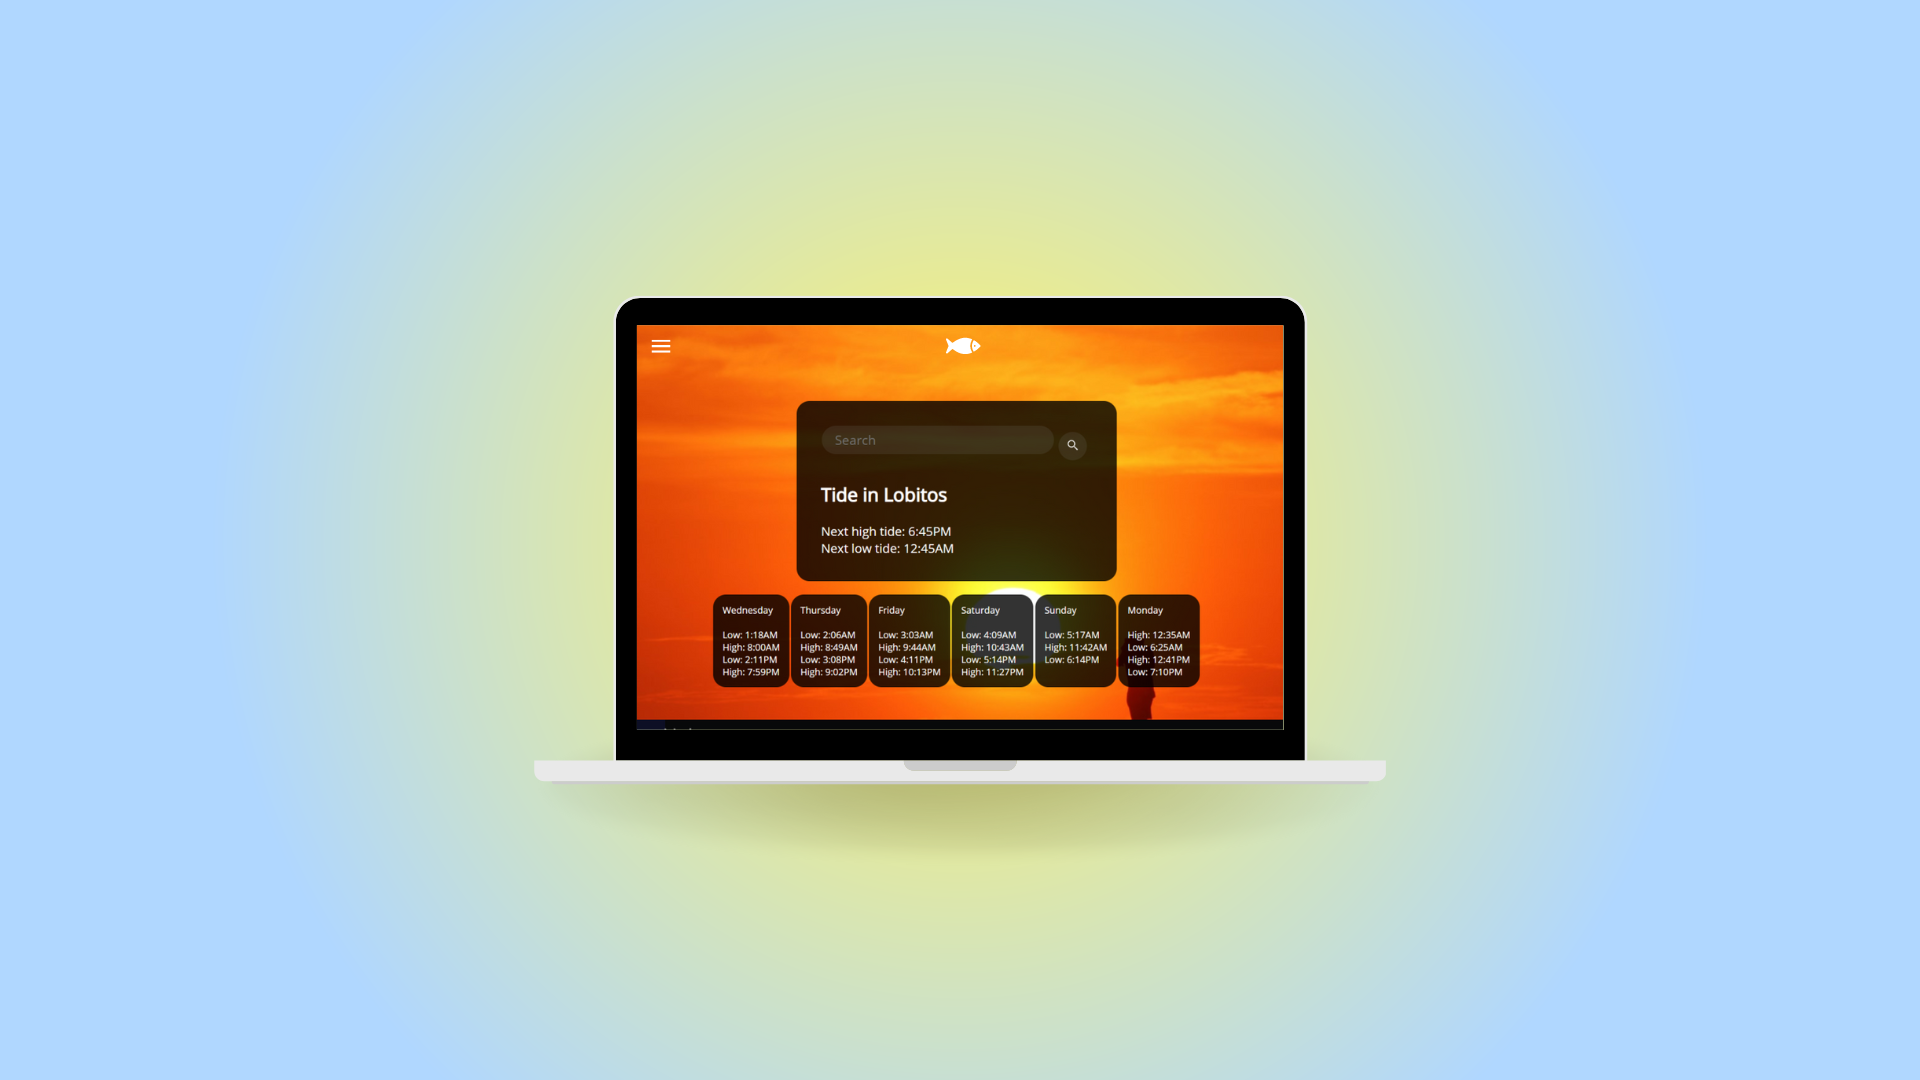 Search
Tide in Lobitos
Next high tide: 6:45PM
Next low tide: 12:45AM
Wednesday
Low: 1:18AM
High: 8:00AM
Low: 2:11PM
High: 7:59PM
Thursday
Low: 2:06AM
High: 8:49AM
Low: 3:08PM
High: 9:02PM
Friday
Low: 3:03AM
High: 9:44AM
Low: 4:11PM
High: 10:13PM
Saturday
Low: 4:09AM
High: 10:43AM
Low: 5:14PM
High: 11:27PM
Sunday
Low: 5:17AM
High: 11:42AM
Low: 6:14PM
Monday
High: 12:35AM
Low: 6:25AM
High: 12:41PM
Low: 7:10PM